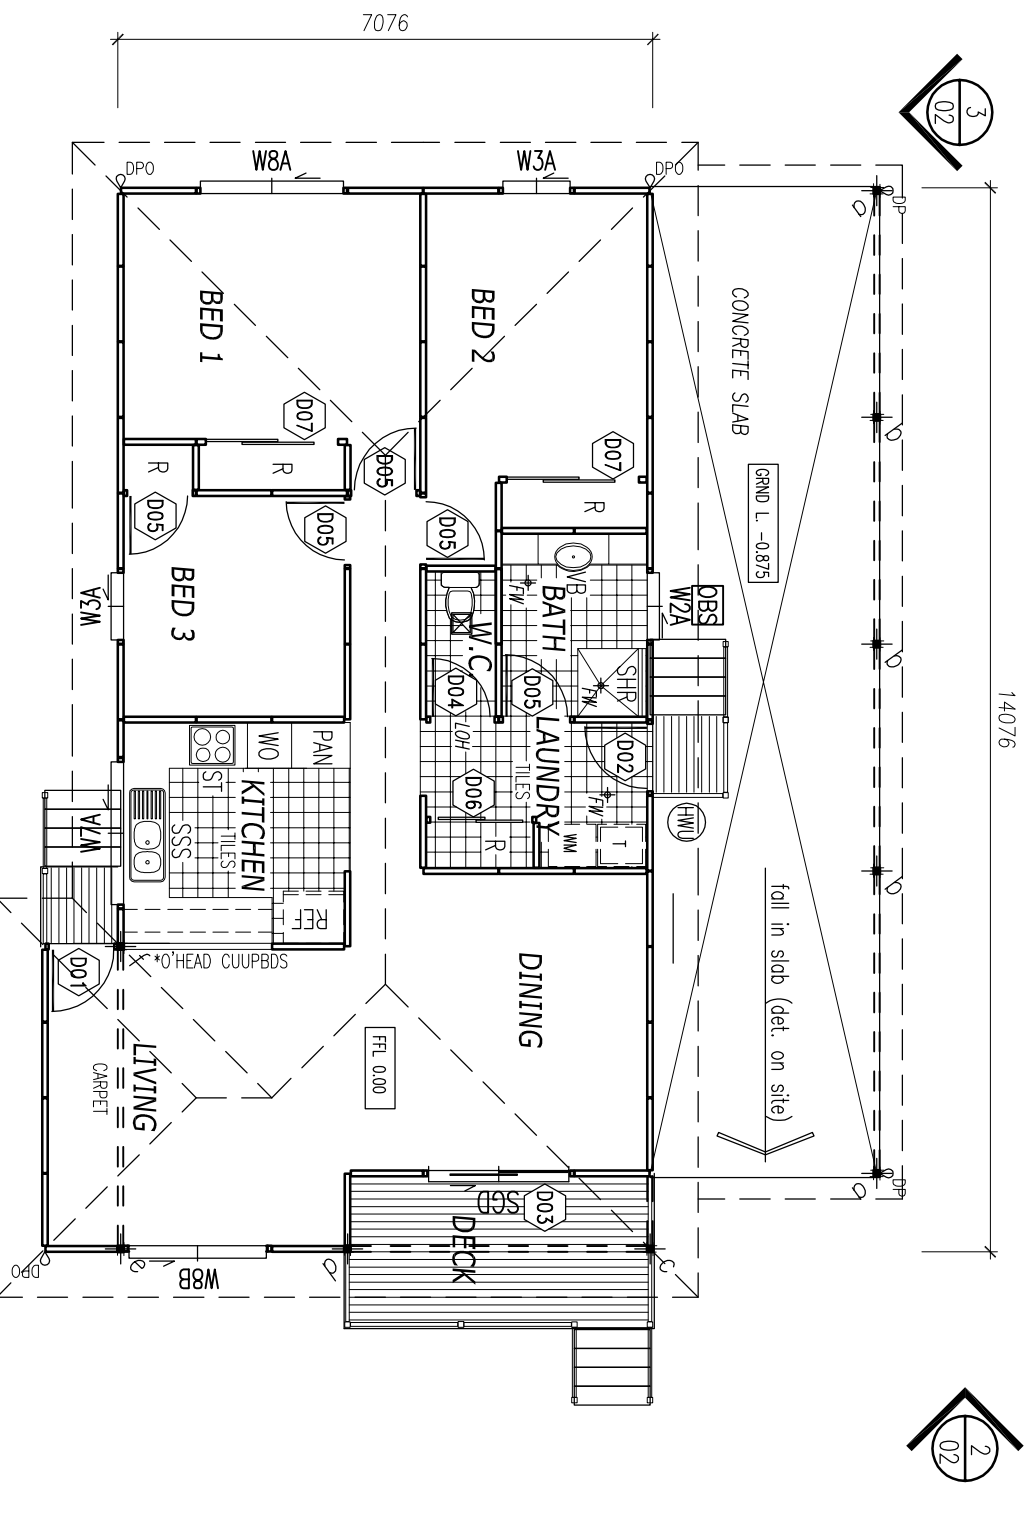 7076
3
02
W8A
W3A
DPO
DPO
DP
b
BED 1
BED 2
CONCRETE SLAB
D07
D05
D07
b
R
R
R
GRND L. -0.875
D05
D05
D05
W3A
BED 3
VB
FW
BATH
OBS
W2A
W.C.
SHR
FW
b
D04
D05
14076
LOH
LAUNDRY
TILES
D02
PAN
WO
ST
KITCHEN
TILES
SSS
W7A
D06
FW
HWU
R
WM
T
b
REF
fall in slab (det. on site)
*O'HEAD CUUPBDS
D01
DINING
FFL 0.00
LIVING
CARPET
SGD
D03
DECK
DP
b
DPO
e
W8B
d
c
2
02